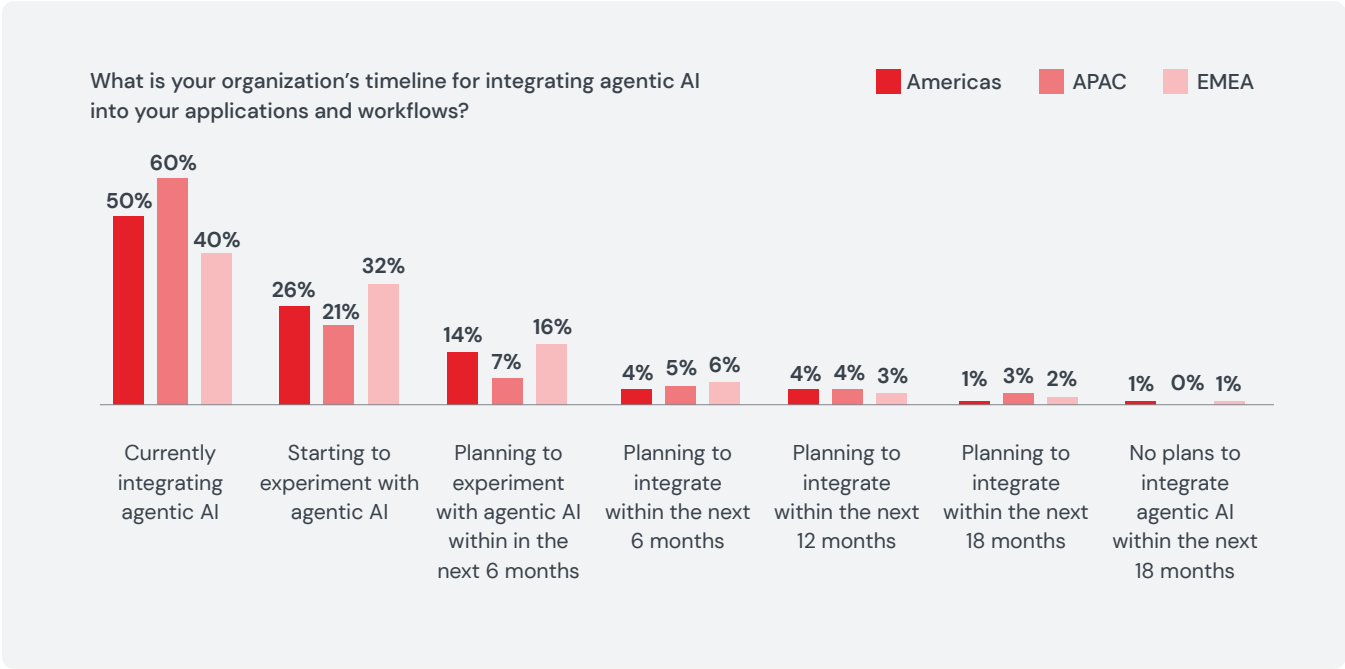 What is your organization’s timeline for integrating agentic AI
into your applications and workflows?
Americas
APAC
EMEA
50%
60%
40%
26%
21%
32%
14%
7%
16%
4%
5%
6%
4%
4%
3%
1%
3%
2%
1%
0%
1%
Currently
integrating
agentic AI
Starting to
experiment with
agentic AI
Planning to
experiment
with agentic AI
within in the
next 6 months
Planning to
integrate
within the next
6 months
Planning to
integrate
within the next
12 months
Planning to
integrate
within the next
18 months
No plans to
integrate
agentic AI
within the next
18 months